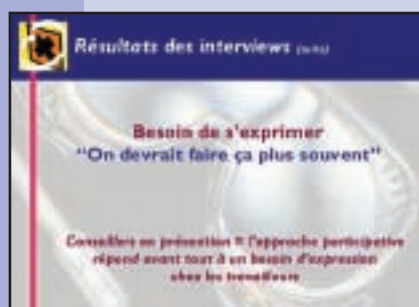 Résultats des interviews (suite)
Besoin de s'exprimer
"On devrait faire ça plus souvent"
Conseillers en prévention = l'approche participative
répond avant tout à un besoin d'expression
chez les travailleurs